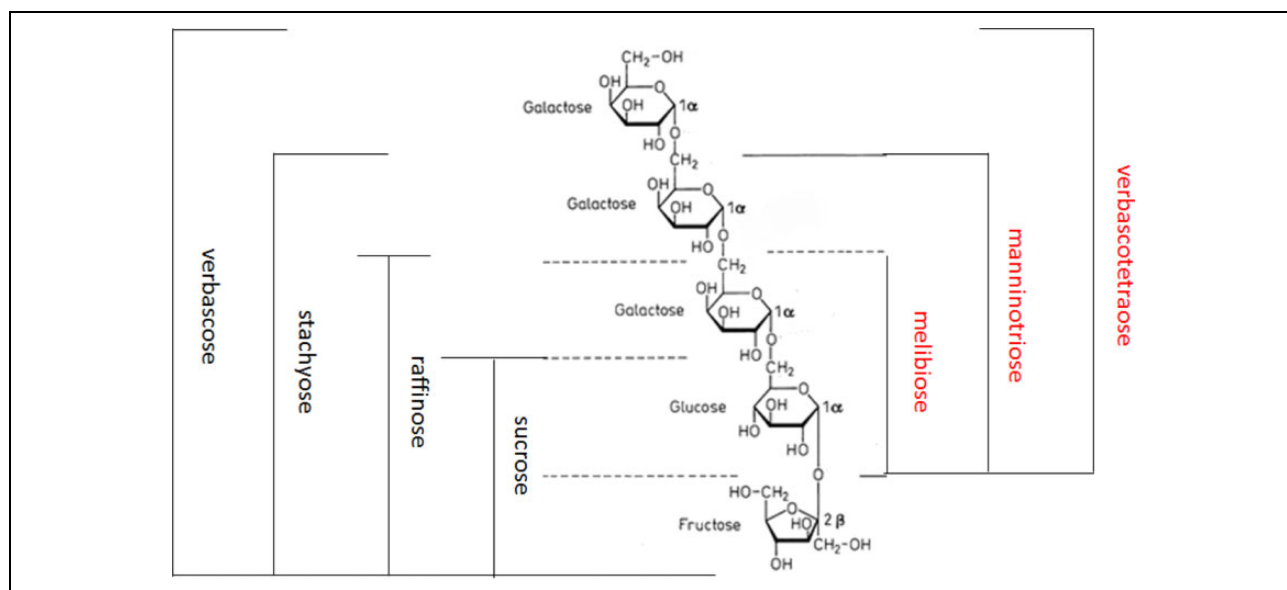 CH₂-OH
OH
O
Galactose
OH
1α
O
HO
CH₂
OH
O
Galactose
OH
1α
O
HO
CH₂
OH
O
Galactose
OH
1α
O
HO
CH₂
O
Glucose
OH
1α
HO
HO
O
HO-CH₂
O
Fructose
HO
2 β
CH₂-OH
OH
verbascose
stachyose
raffinose
sucrose
melibiose
manninotriose
verbascotetraose